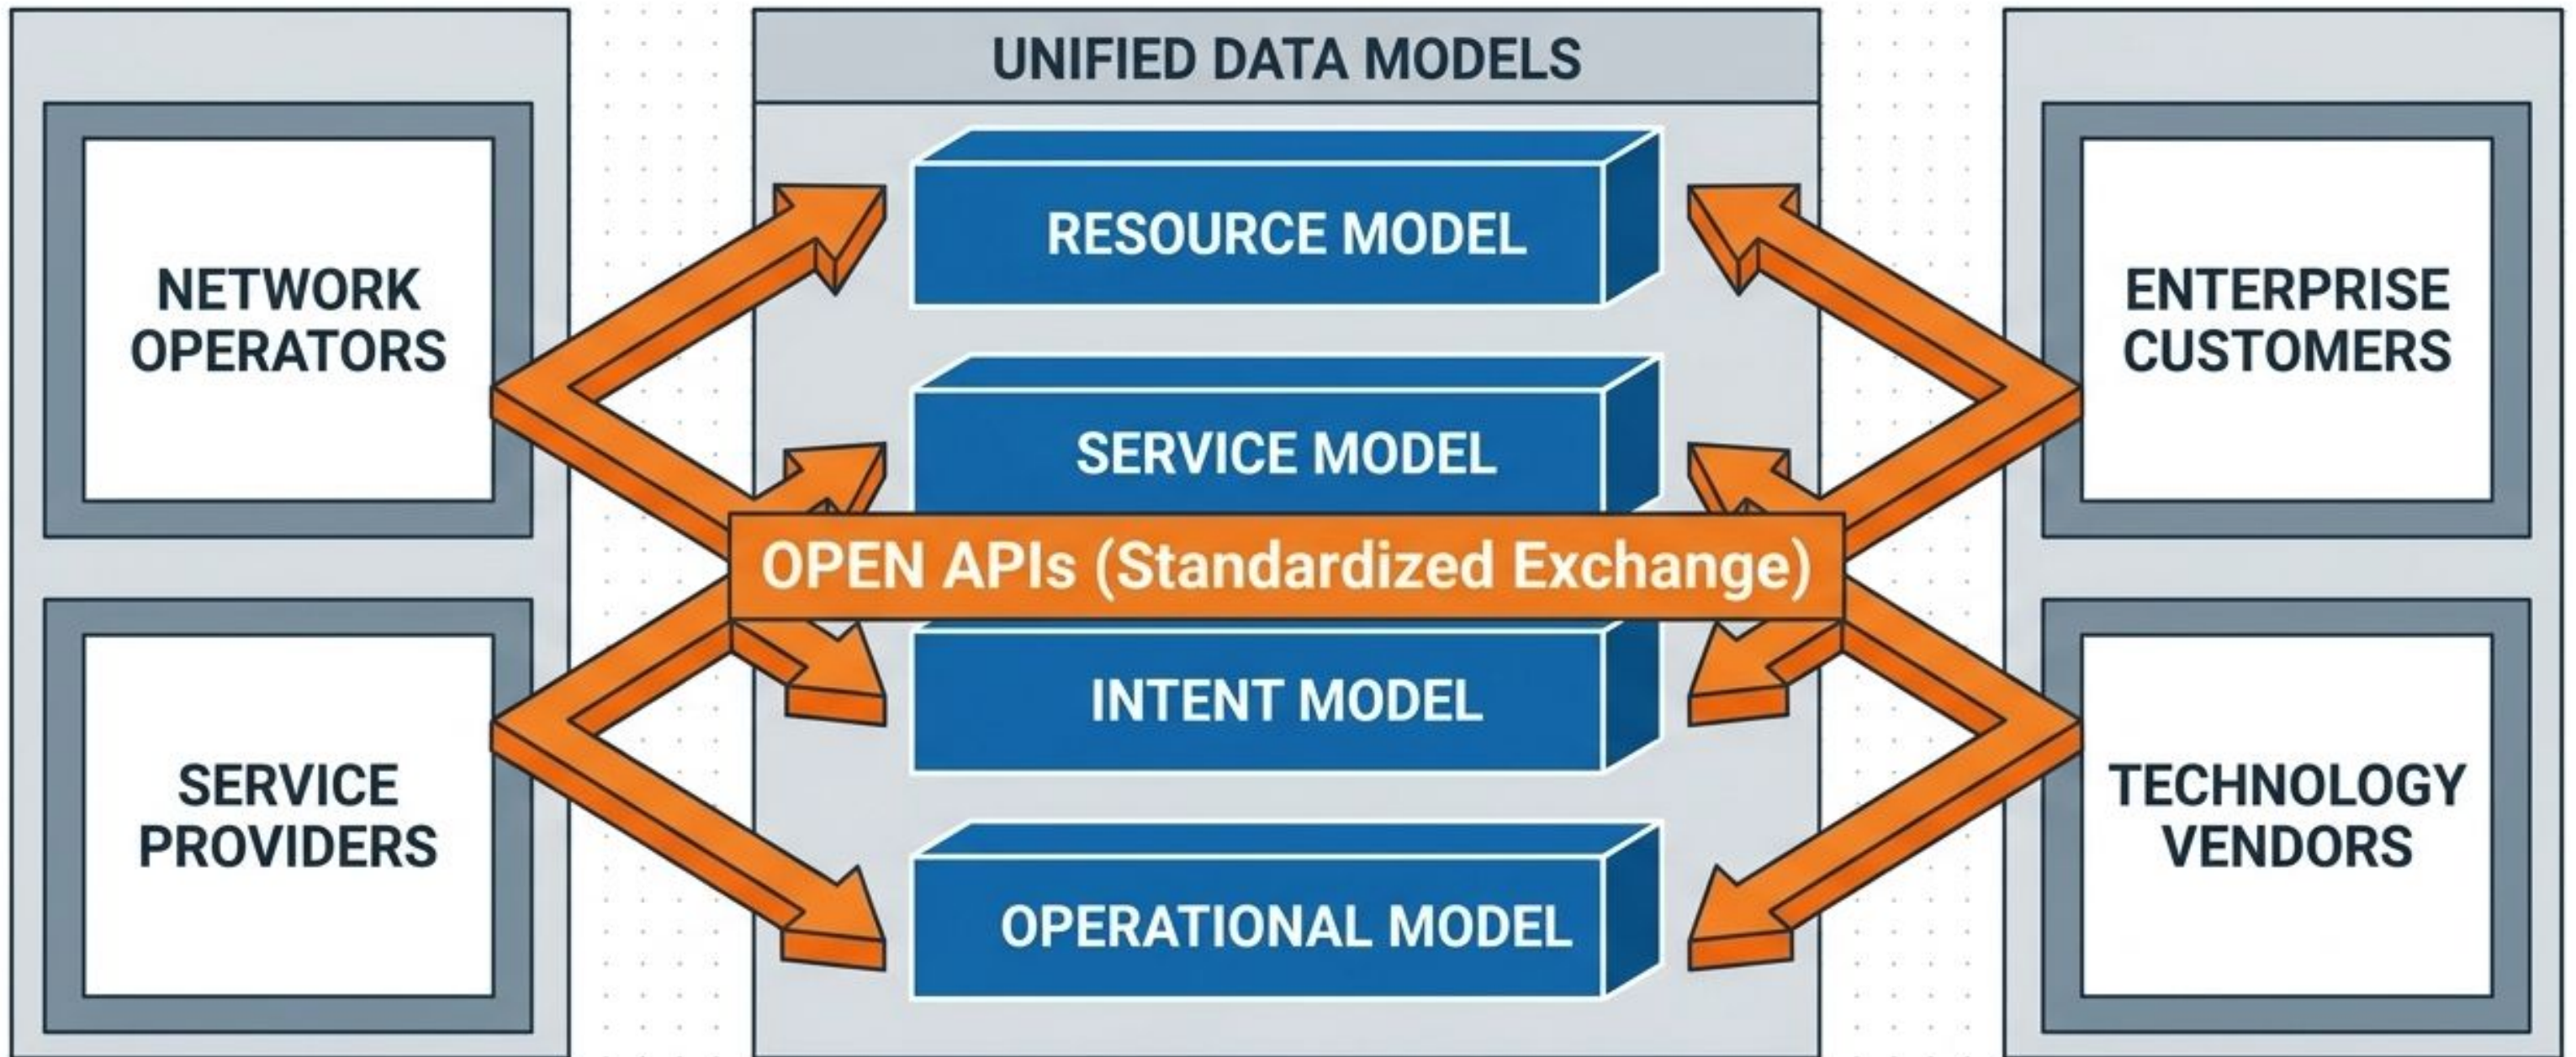 UNIFIED DATA MODELS
NETWORK
OPERATORS
SERVICE
PROVIDERS
RESOURCE MODEL
SERVICE MODEL
OPEN APIs (Standardized Exchange)
INTENT MODEL
OPERATIONAL MODEL
ENTERPRISE
CUSTOMERS
TECHNOLOGY
VENDORS